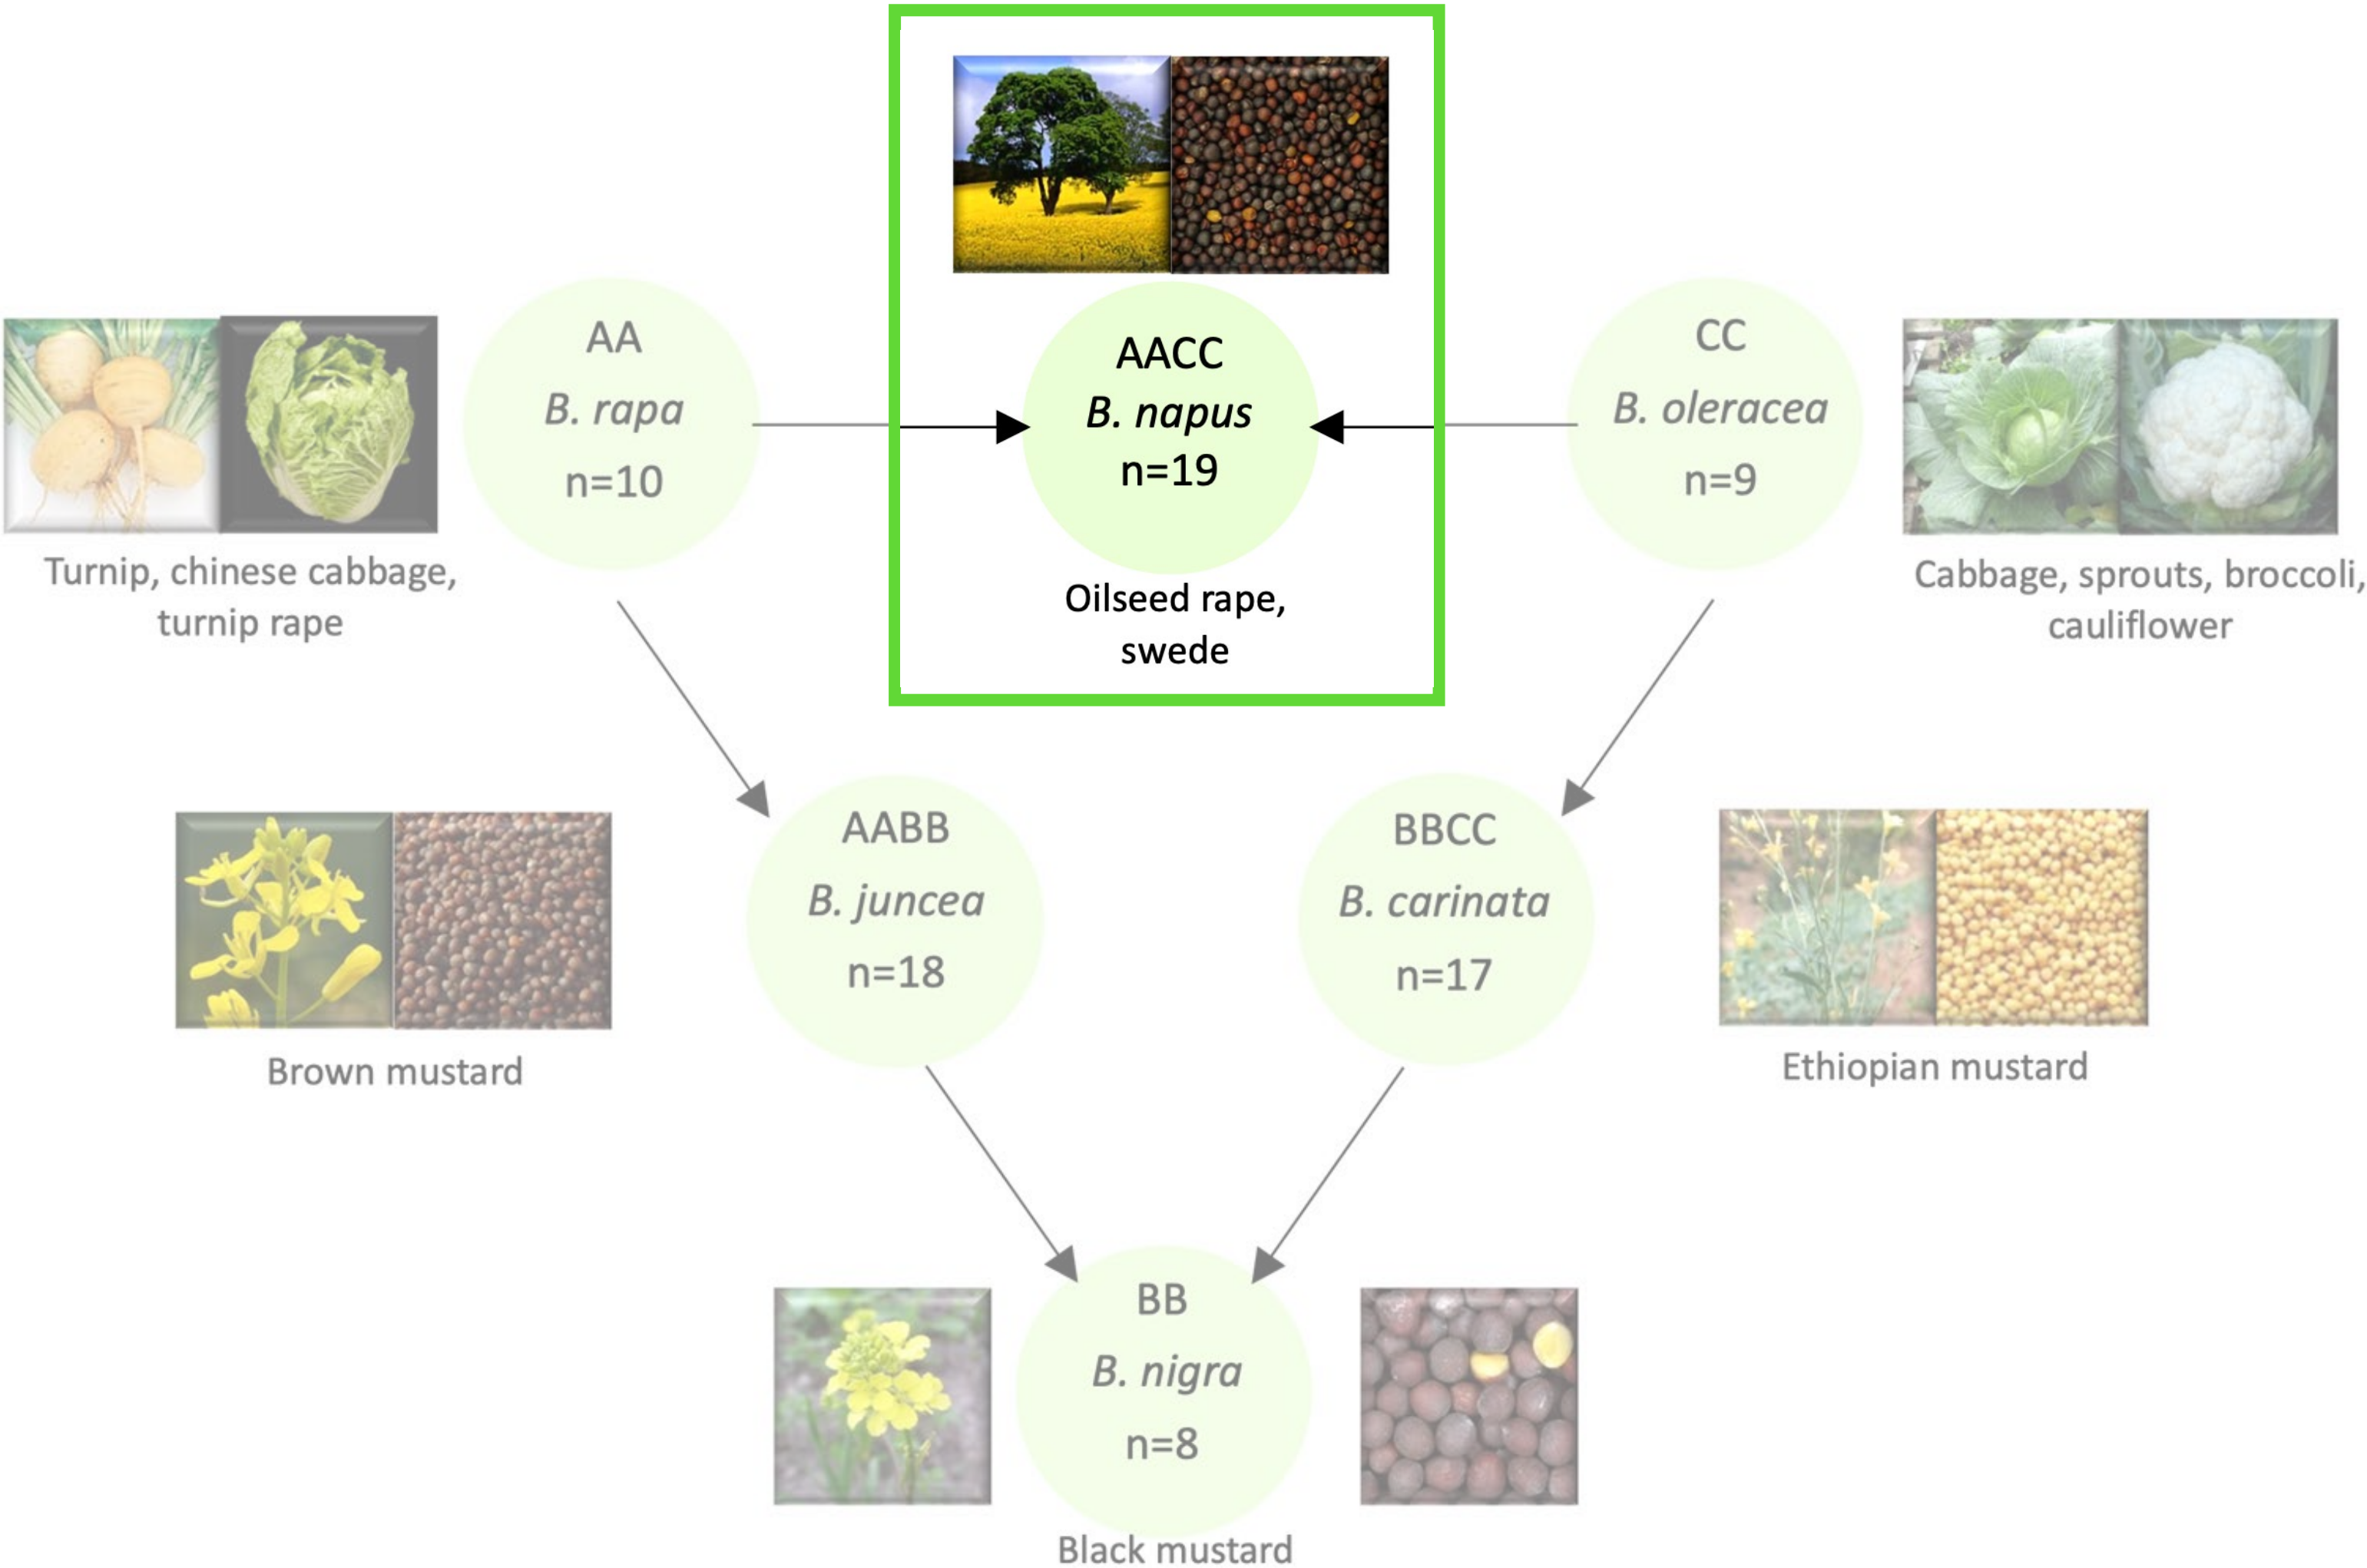 AACC
B. napus
n=19
Oilseed rape,
swede
AA
B. rapa
n=10
Turnip, chinese cabbage,
turnip rape
CC
B. oleracea
n=9
Cabbage, sprouts, broccoli,
cauliflower
AABB
B. juncea
n=18
Brown mustard
BBCC
B. carinata
n=17
Ethiopian mustard
BB
B. nigra
n=8
Black mustard